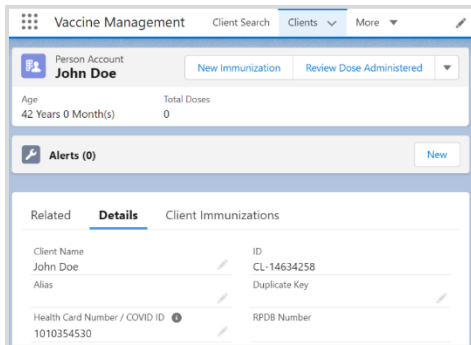 Vaccine Management Client Search Clients More
Person Account
John Doe
New Immunization Review Dose Administered
Age Total Doses
42 Years 0 Month(s) 0
Alerts (0) New
Related Details Client Immunizations
Client Name ID
John Doe CL-14634258
Alias Duplicate Key
Health Card Number / COVID ID RPDB Number
1010354530